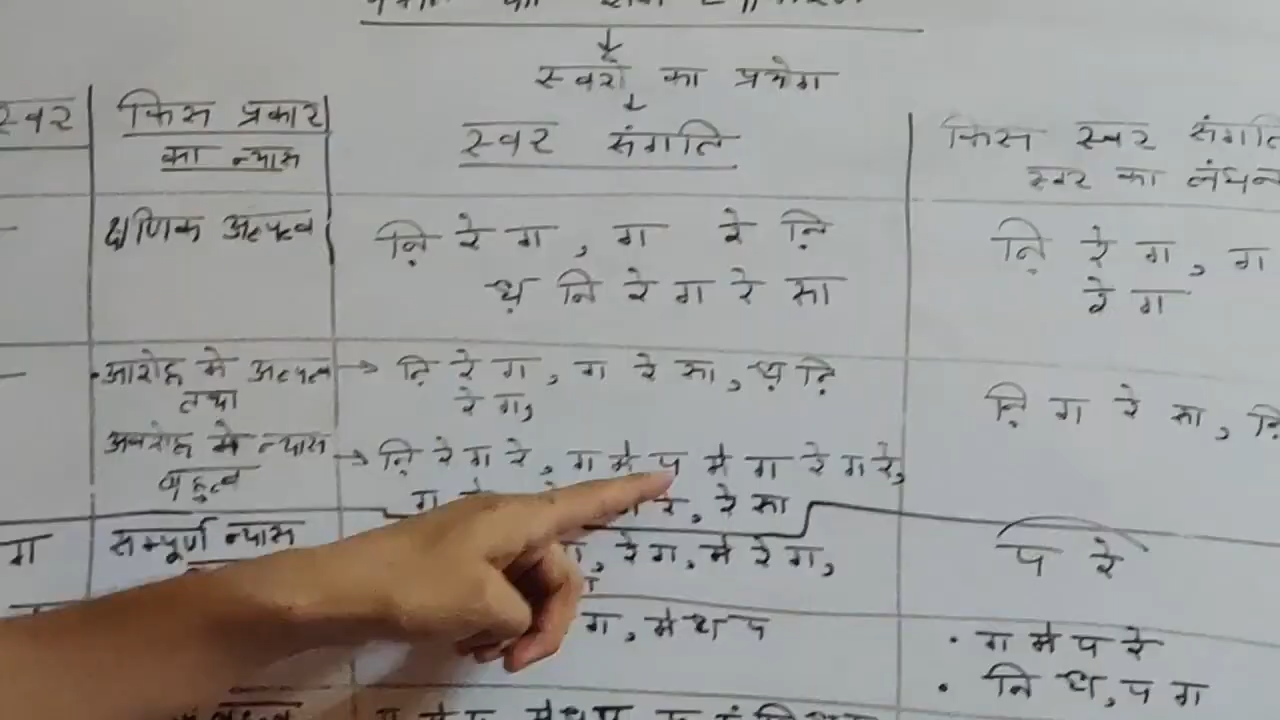 स्वरों का प्रयोग
स्वर
किस प्रकार
का न्यास
स्वर संगति
किस स्वर संगति
स्वर का लंघन
क्षणिक अल्पत्व
ऩि रे ग , ग रे ऩि
ध़ नि रे ग रे सा
ऩि रे ग , ग
रे ग
आरोह मे अल्पत्व
तथा
अवरोह मे न्यास
बहुत्व
→ ऩि रे ग , ग रे सा , ध़ ऩि
रे ग,
→ ऩि रे ग रे , ग मे प मे ग रे ग रे,
रे , रे सा
ऩि ग रे सा ,
ग
सम्पूर्ण न्यास
ग, रे ग, मे रे ग,
प रे
ग, मे ध प
• ग मे प रे
• नि ध, प ग